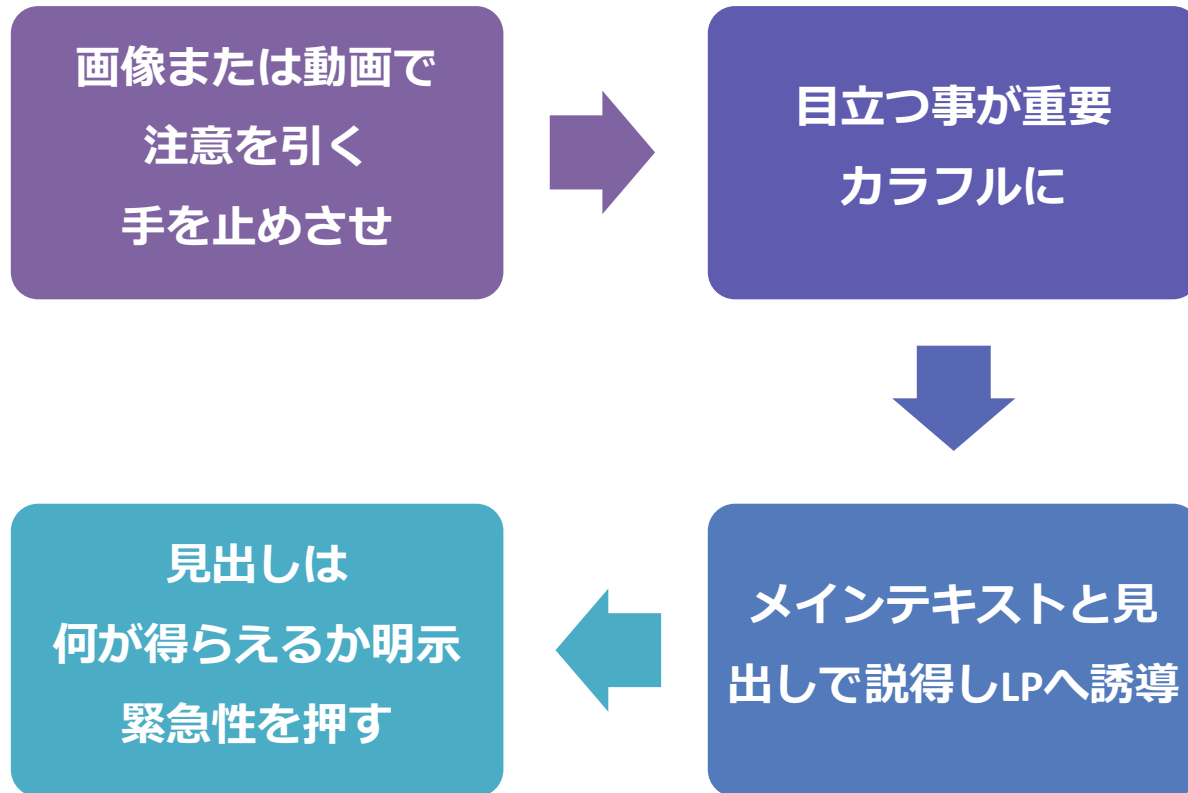 画像または動画で
注意を引く
手を止めさせ
目立つ事が重要
カラフルに
メインテキストと見
出しで説得しLPへ誘導
見出しは
何が得らえるか明示
緊急性を押す